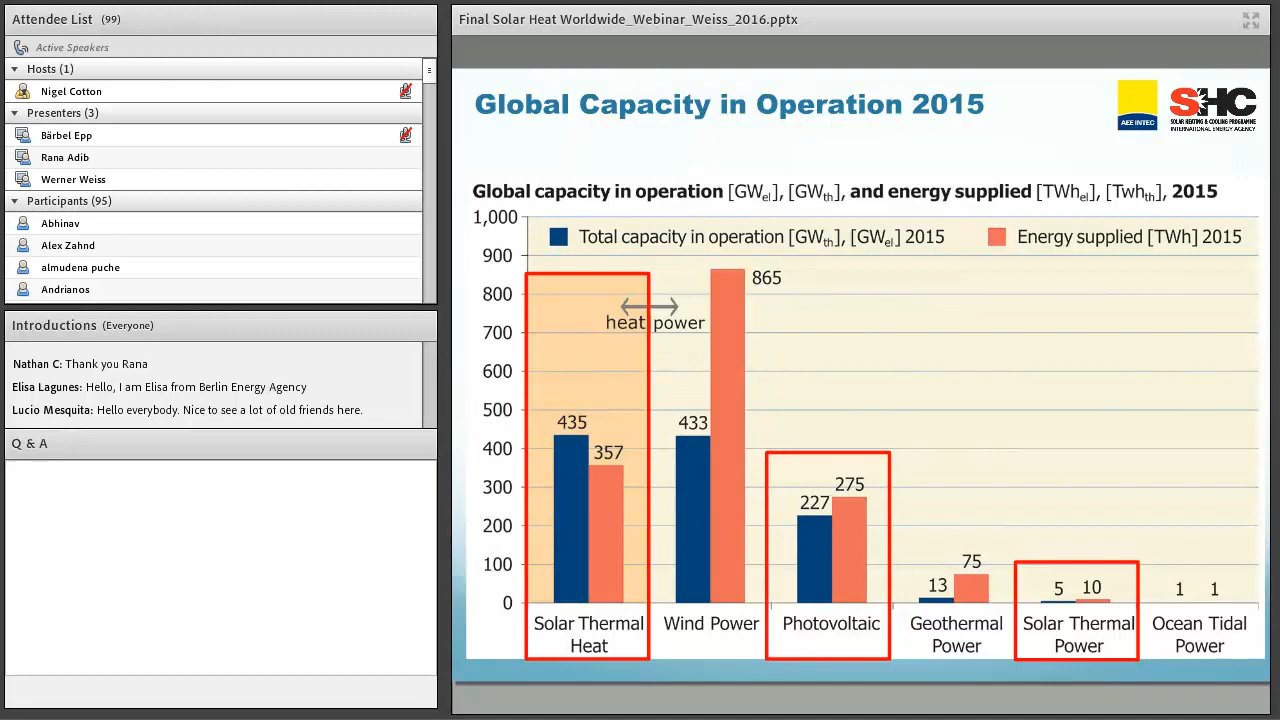 Attendee List (99)
Active Speakers
Hosts (1)
Nigel Cotton
Presenters (3)
Bärbel Epp
Rana Adib
Werner Weiss
Participants (95)
Abhinav
Alex Zahnd
almudena puche
Andrianos
Introductions (Everyone)
Nathan C: Thank you Rana
Elisa Lagunes: Hello, I am Elisa from Berlin Energy Agency
Lucio Mesquita: Hello everybody. Nice to see a lot of old friends here.
Q & A
Final Solar Heat Worldwide_Webinar_Weiss_2016.pptx
Global Capacity in Operation 2015
AEE INTEC
SHC
SOLAR HEATING & COOLING PROGRAMME
INTERNATIONAL ENERGY AGENCY
Global capacity in operation [GWel], [GWth], and energy supplied [TWhel], [Twhth], 2015
Total capacity in operation [GWth], [GWel] 2015
Energy supplied [TWh] 2015
1,000
900
800
700
600
500
400
300
200
100
0
heat power
435
357
433
865
227
275
13
75
5
10
1
1
Solar Thermal
Heat
Wind Power
Photovoltaic
Geothermal
Power
Solar Thermal
Power
Ocean Tidal
Power